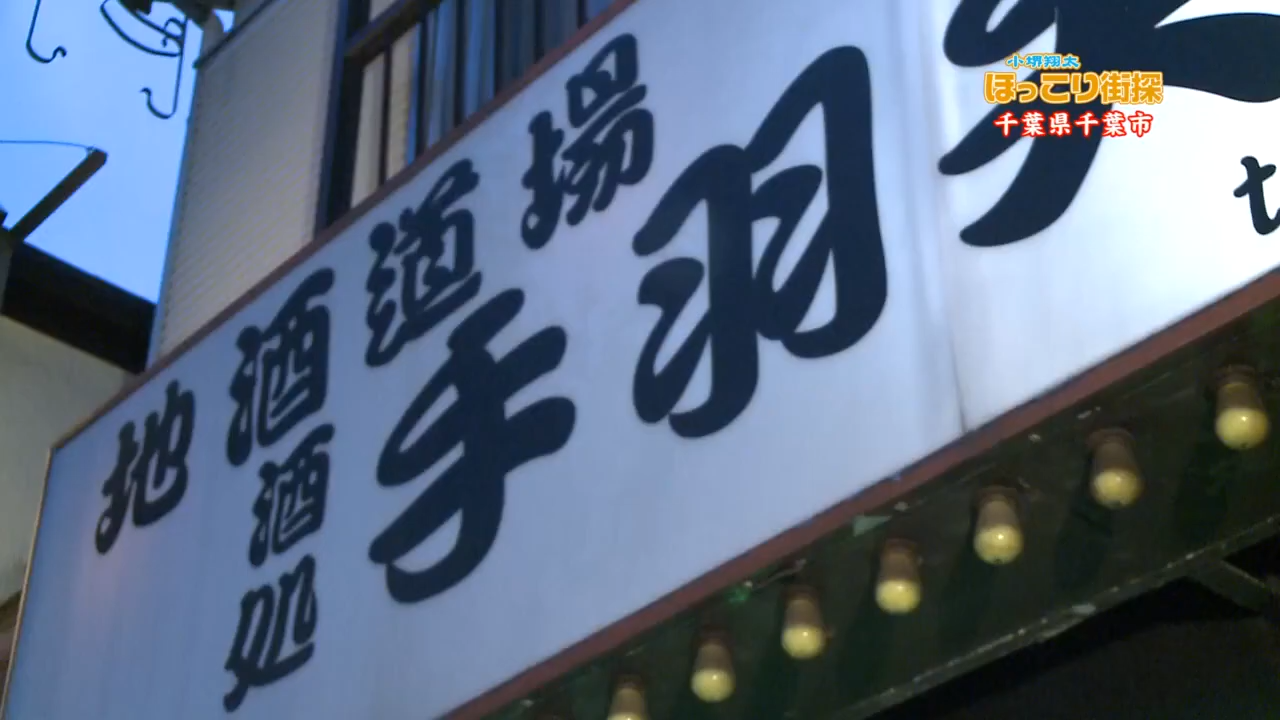 小堺翔太
ほっこり街探
千葉県千葉市
地酒道場
酒処
手羽